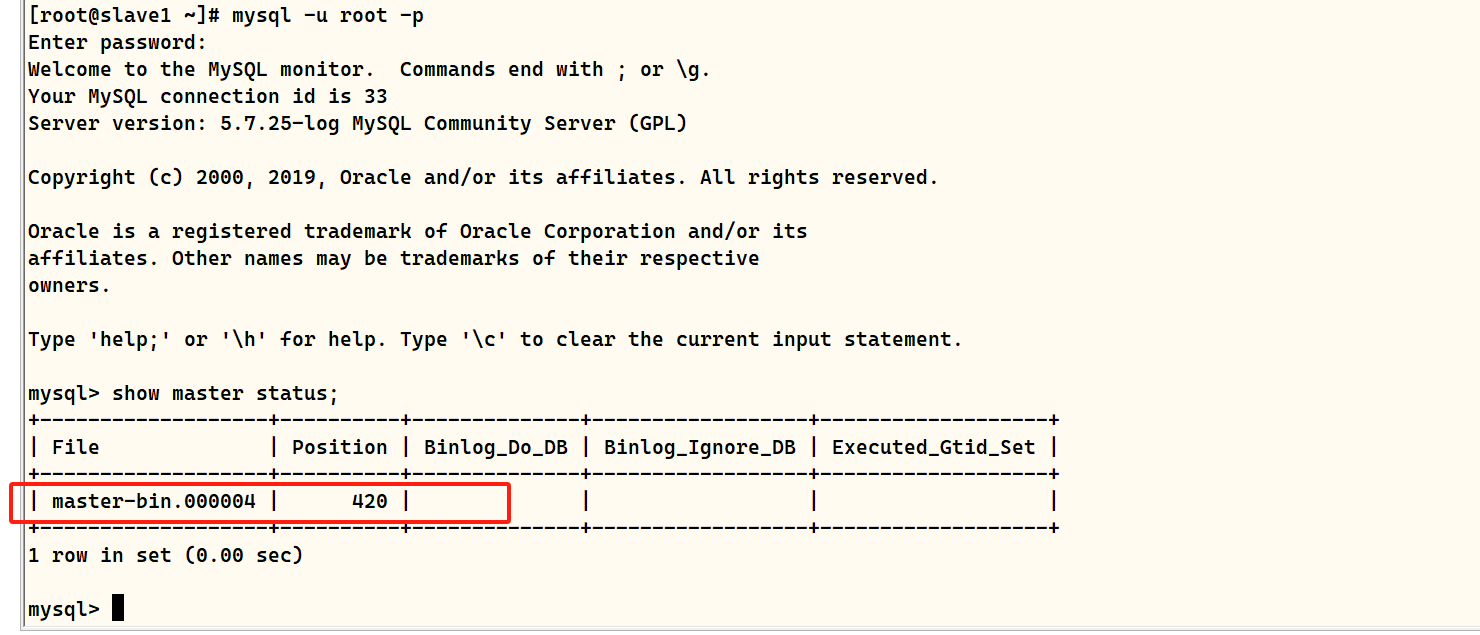 [root@slave1 ~]# mysql -u root -p
Enter password:
Welcome to the MySQL monitor.  Commands end with ; or \g.
Your MySQL connection id is 33
Server version: 5.7.25-log MySQL Community Server (GPL)
Copyright (c) 2000, 2019, Oracle and/or its affiliates. All rights reserved.
Oracle is a registered trademark of Oracle Corporation and/or its
affiliates. Other names may be trademarks of their respective
owners.
Type 'help;' or '\h' for help. Type '\c' to clear the current input statement.
mysql> show master status;
+-------------------+----------+--------------+------------------+-------------------+
| File              | Position | Binlog_Do_DB | Binlog_Ignore_DB | Executed_Gtid_Set |
+-------------------+----------+--------------+------------------+-------------------+
| master-bin.000004 |      420 |              |                  |                   |
+-------------------+----------+--------------+------------------+-------------------+
1 row in set (0.00 sec)
mysql>